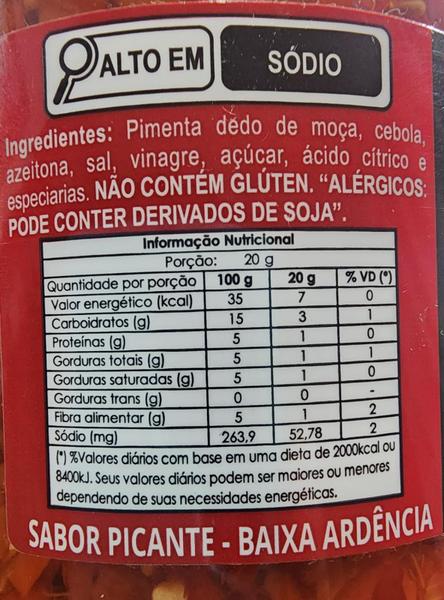 ALTO EM SÓDIO
Ingredientes: Pimenta dedo de moça, cebola,
azeitona, sal, vinagre, açúcar, ácido cítrico e
especiarias. NÃO CONTÉM GLÚTEN. “ALÉRGICOS:
PODE CONTER DERIVADOS DE SOJA”.
Informação Nutricional
Porção: 20 g
Quantidade por porção 100 g 20 g % VD (*)
Valor energético (kcal) 35 7 0
Carboidratos (g) 15 3 1
Proteínas (g) 5 1 0
Gorduras totais (g) 5 1 1
Gorduras saturadas (g) 5 1 0
Gorduras trans (g) 0 0 -
Fibra alimentar (g) 5 1 2
Sódio (mg) 263,9 52,78 2
(*) %Valores diários com base em uma dieta de 2000kcal ou
8400kJ. Seus valores diários podem ser maiores ou menores
dependendo de suas necessidades energéticas.
SABOR PICANTE - BAIXA ARDÊNCIA